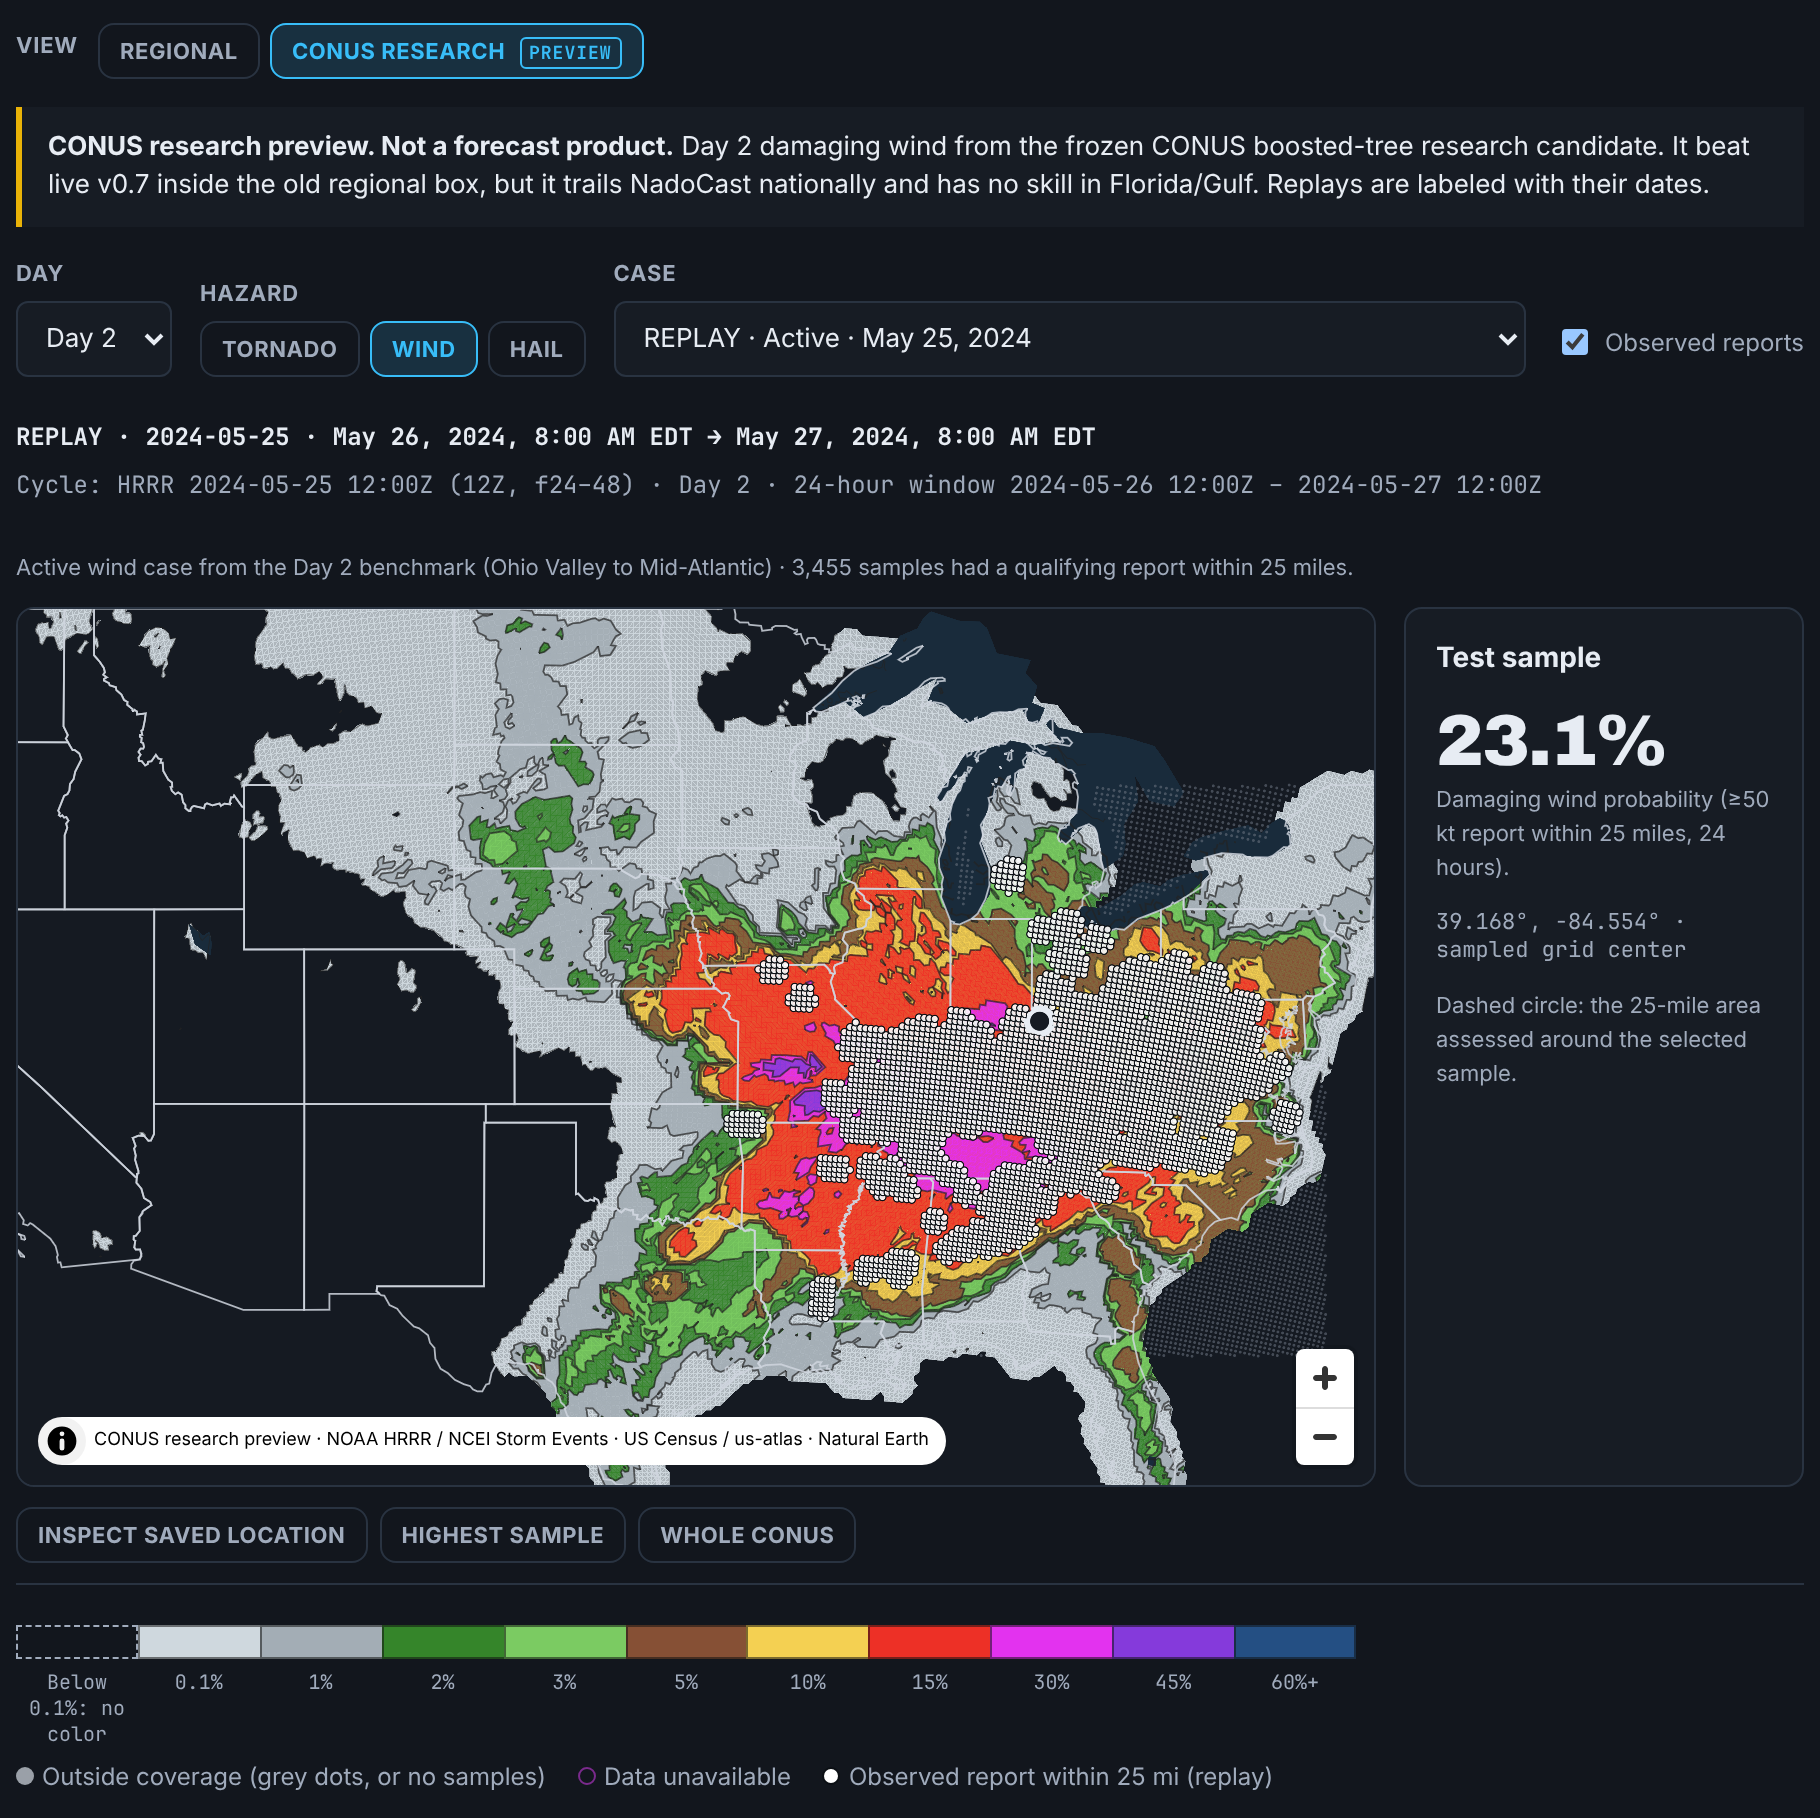 VIEW
REGIONAL
CONUS RESEARCH PREVIEW
CONUS research preview. Not a forecast product. Day 2 damaging wind from the frozen CONUS boosted-tree research candidate. It beat
live v0.7 inside the old regional box, but it trails NadoCast nationally and has no skill in Florida/Gulf. Replays are labeled with their dates.
DAY
HAZARD
CASE
Day 2
TORNADO
WIND
HAIL
REPLAY · Active · May 25, 2024
Observed reports
REPLAY · 2024-05-25 · May 26, 2024, 8:00 AM EDT → May 27, 2024, 8:00 AM EDT
Cycle: HRRR 2024-05-25 12:00Z (12Z, f24–48) · Day 2 · 24-hour window 2024-05-26 12:00Z – 2024-05-27 12:00Z
Active wind case from the Day 2 benchmark (Ohio Valley to Mid-Atlantic) · 3,455 samples had a qualifying report within 25 miles.
Test sample
23.1%
Damaging wind probability (≥50
kt report within 25 miles, 24
hours).
39.168°, -84.554° ·
sampled grid center
Dashed circle: the 25-mile area
assessed around the selected
sample.
CONUS research preview · NOAA HRRR / NCEI Storm Events · US Census / us-atlas · Natural Earth
INSPECT SAVED LOCATION
HIGHEST SAMPLE
WHOLE CONUS
Below
0.1%: no
color
0.1%
1%
2%
3%
5%
10%
15%
30%
45%
60%+
Outside coverage (grey dots, or no samples)
Data unavailable
Observed report within 25 mi (replay)